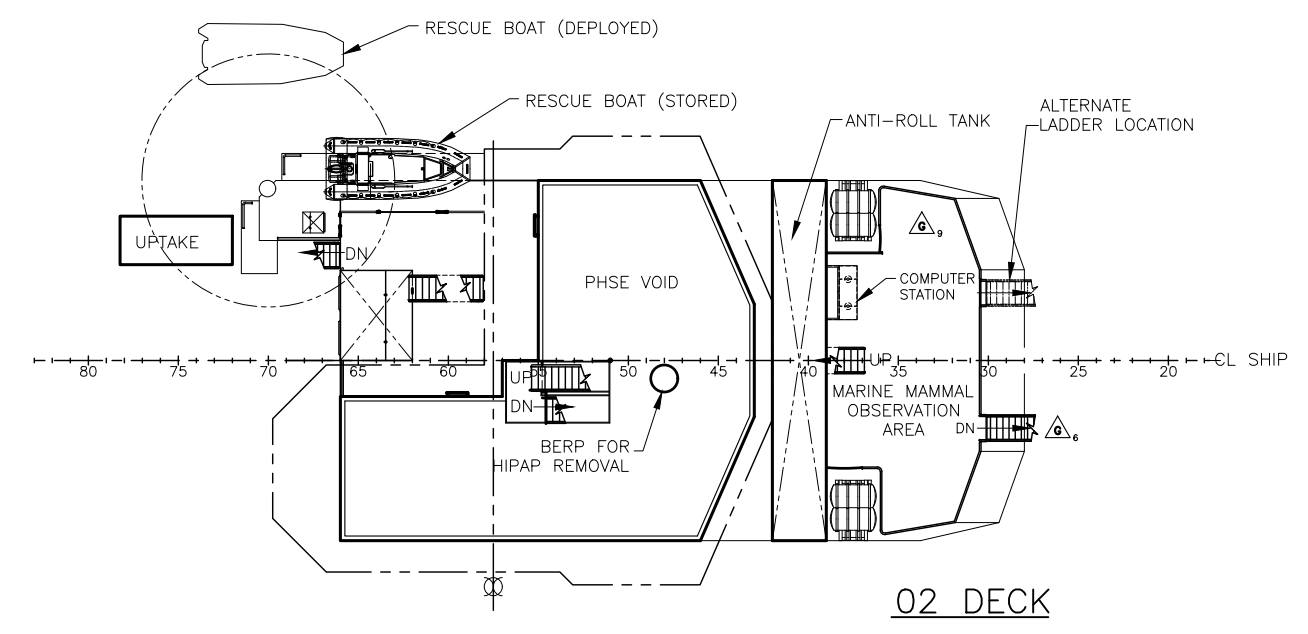 RESCUE BOAT (DEPLOYED)
RESCUE BOAT (STORED)
ANTI-ROLL TANK
ALTERNATE
LADDER LOCATION
UPTAKE
DN
PHSE VOID
G 9
COMPUTER
STATION
80 75 70 65 60 55 50 45 40 35 30 25 20 CL SHIP
UP
UP
DN
MARINE MAMMAL
OBSERVATION
AREA
DN
G 6
BERP FOR
HIPAP REMOVAL
02 DECK